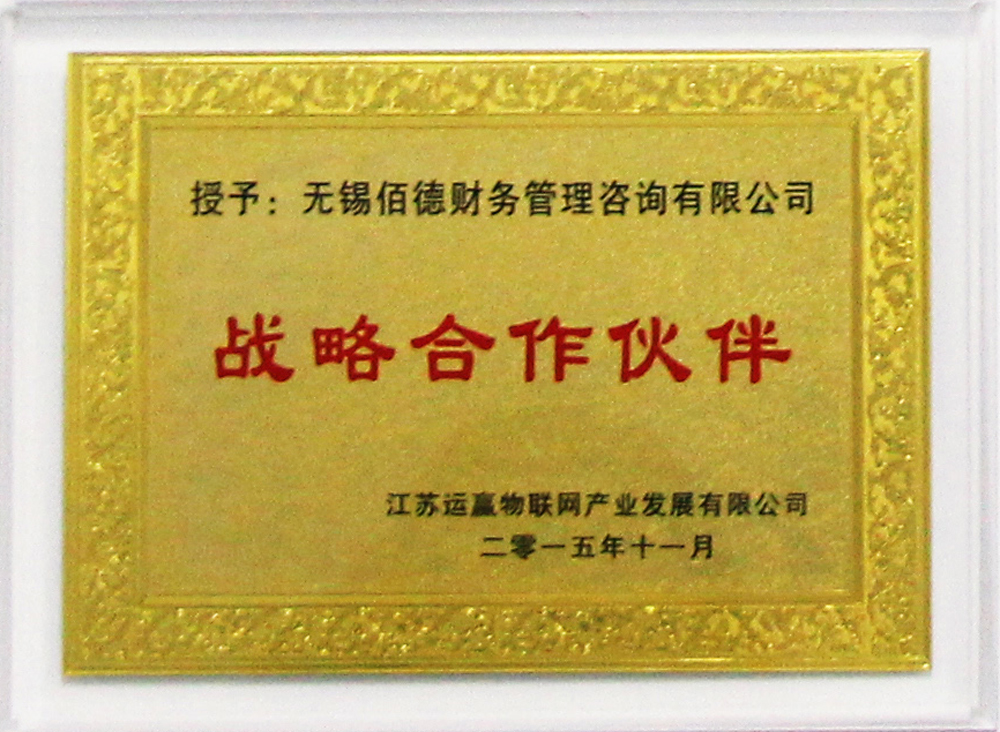 授予：无锡佰德财务管理咨询有限公司
战略合作伙伴
江苏运赢物联网产业发展有限公司
二零一五年十一月